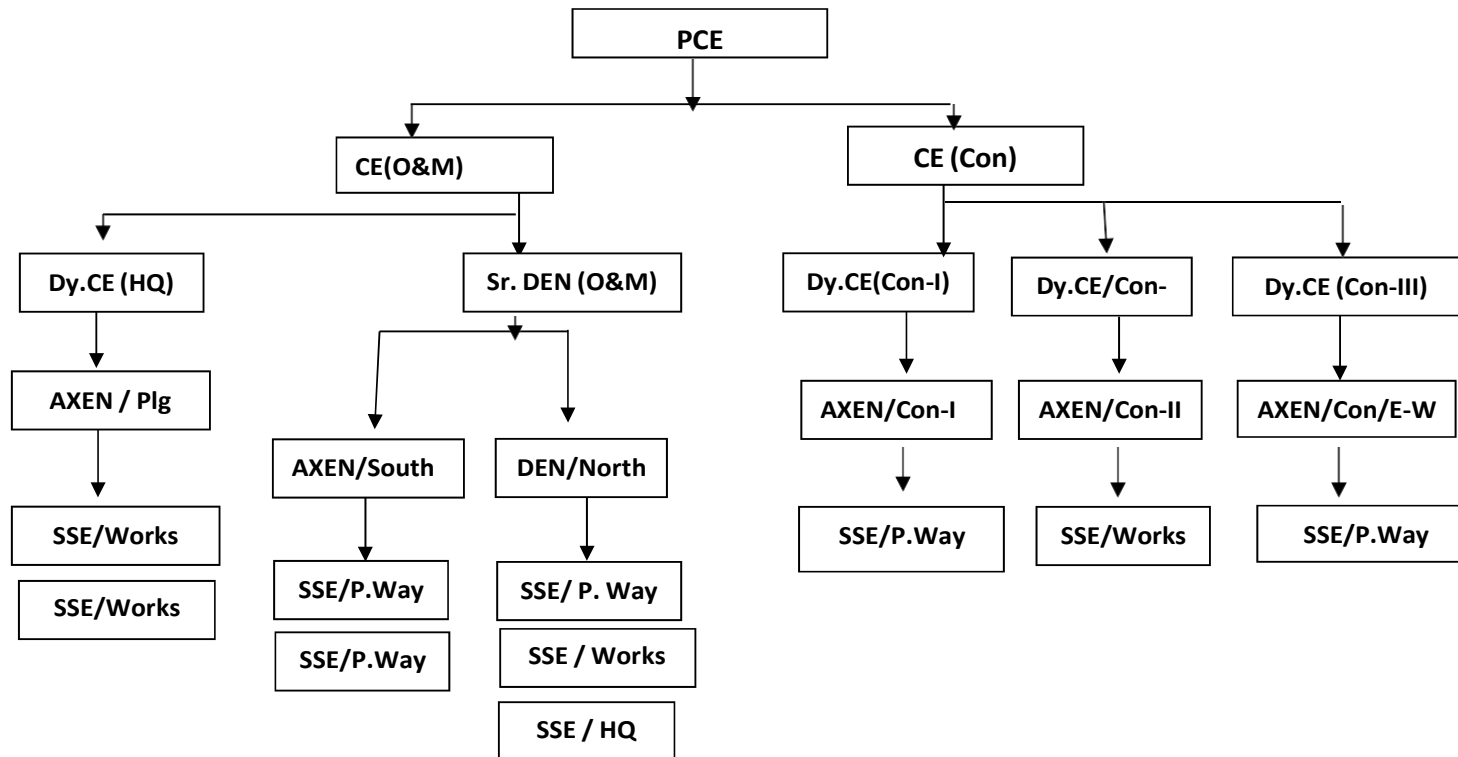 PCE
CE(O&M)
CE (Con)
Dy.CE (HQ)
Sr. DEN (O&M)
Dy.CE(Con-I)
Dy.CE/Con-
Dy.CE (Con-III)
AXEN / Plg
AXEN/Con-I
AXEN/Con-II
AXEN/Con/E-W
AXEN/South
DEN/North
SSE/Works
SSE/P.Way
SSE/Works
SSE/P.Way
SSE/Works
SSE/P.Way
SSE/ P. Way
SSE/P.Way
SSE / Works
SSE / HQ